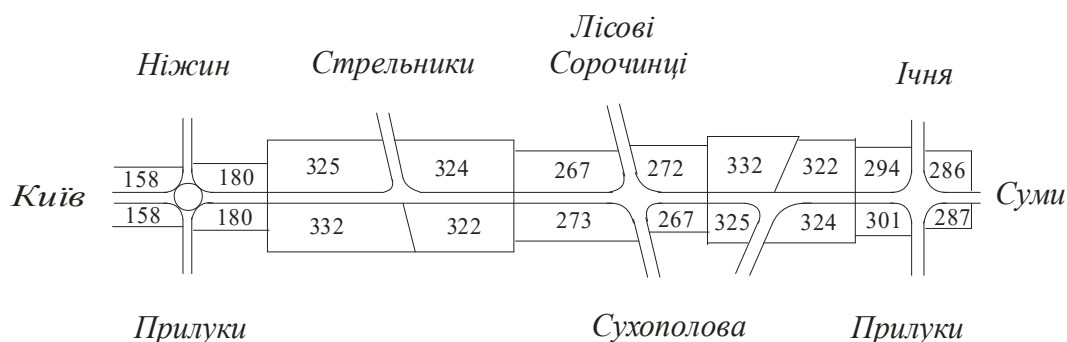 Лісові
Ніжин Стрельники Сорочинці Ічня
325 324 267 272 332 322 294 286
158 180
Київ Суми
158 180 332 322 273 267 325 324 301 287
Прилуки Сухополова Прилуки